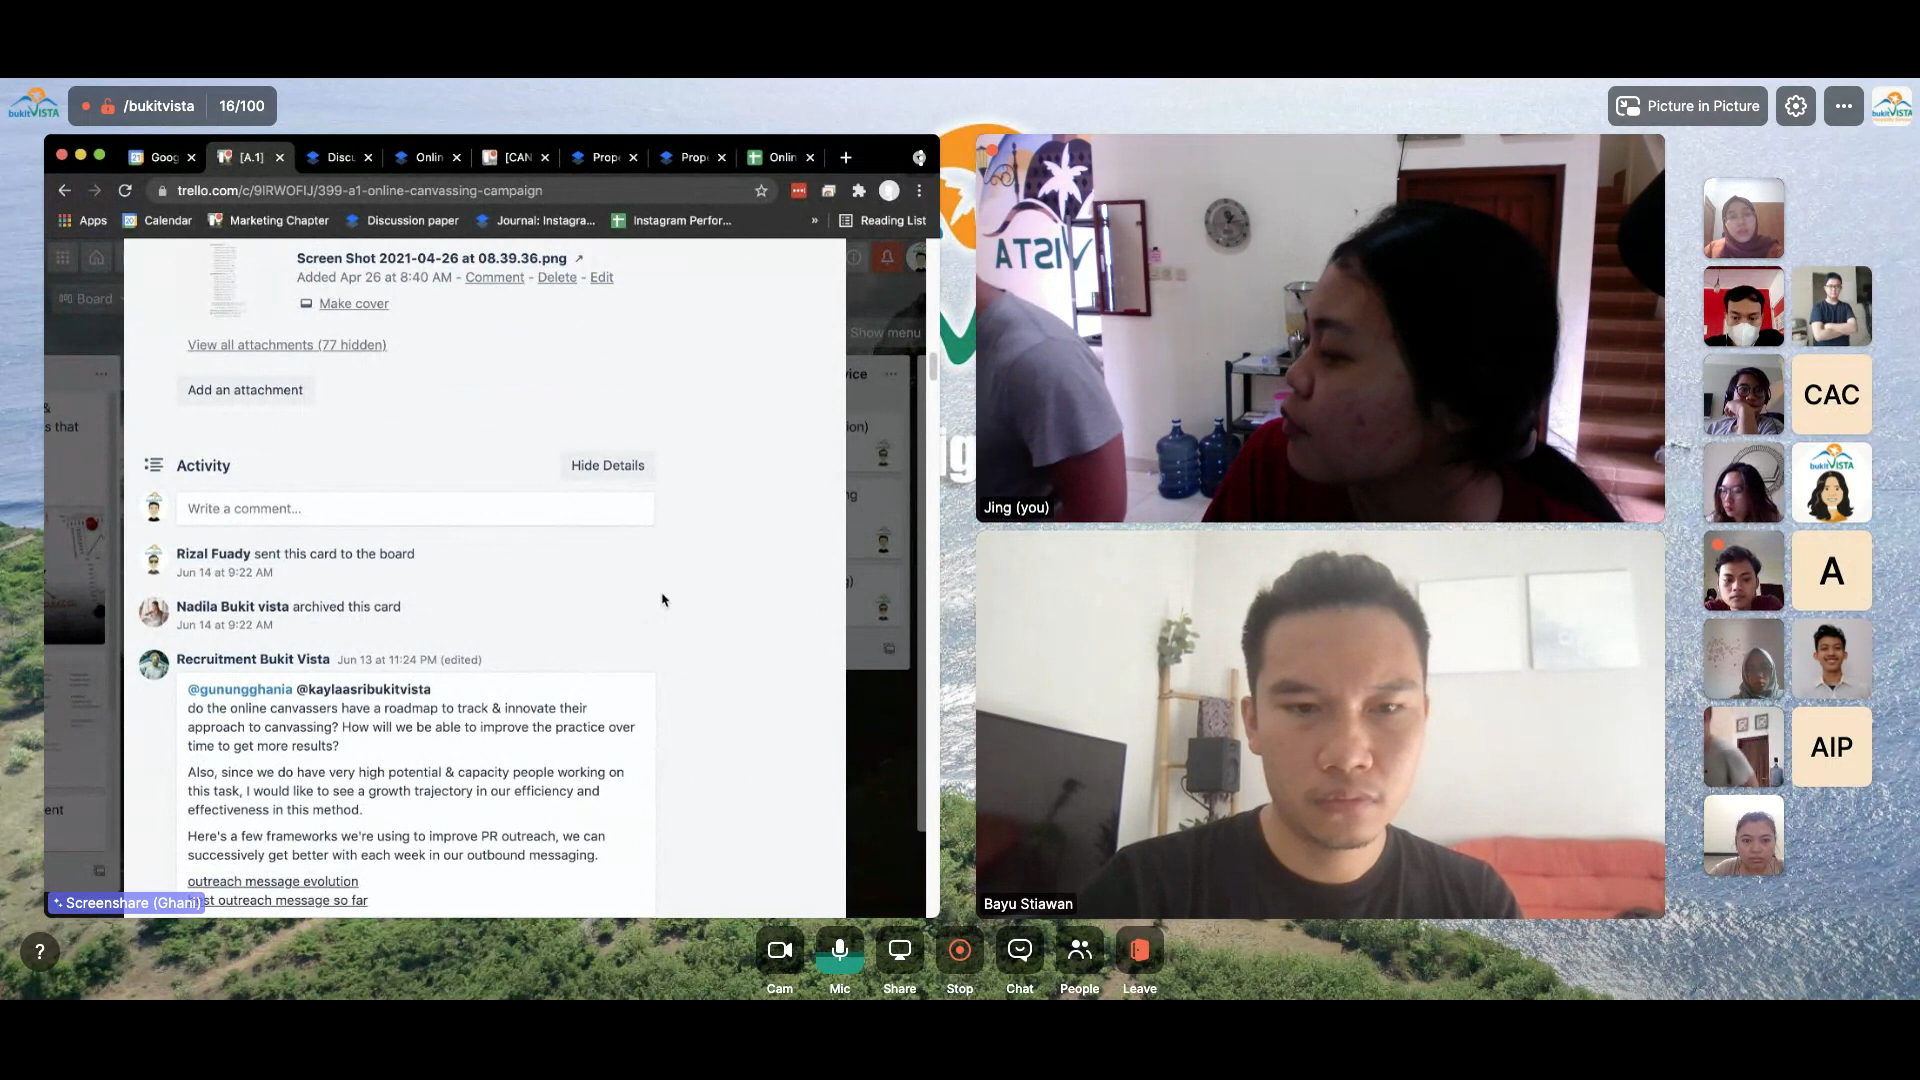 bukitVISTA
/bukitvista
16/100
Picture in Picture
bukitVISTA
Goog
[A.1]
Discu
Onlin
[CAN
Prop
Prop
Onlin
trello.com/c/9IRWOFIJ/399-a1-online-canvassing-campaign
Apps
Calendar
Marketing Chapter
Discussion paper
Journal: Instagra...
Instagram Perfor...
»
Reading List
Board
Show menu
Screen Shot 2021-04-26 at 08.39.36.png ↗
Added Apr 26 at 8:40 AM - Comment - Delete - Edit
Make cover
View all attachments (77 hidden)
Add an attachment
Activity
Hide Details
Write a comment...
Rizal Fuady sent this card to the board
Jun 14 at 9:22 AM
Nadila Bukit vista archived this card
Jun 14 at 9:22 AM
Recruitment Bukit Vista Jun 13 at 11:24 PM (edited)
@gunungghania @kaylaasribukitvista
do the online canvassers have a roadmap to track & innovate their
approach to canvassing? How will we be able to improve the practice over
time to get more results?
Also, since we do have very high potential & capacity people working on
this task, I would like to see a growth trajectory in our efficiency and
effectiveness in this method.
Here's a few frameworks we're using to improve PR outreach, we can
successively get better with each week in our outbound messaging.
outreach message evolution
outreach message so far
Screenshare (Ghani)
&
s that
ent
vice
ion)
ng
VISTA
Jing (you)
Bayu Stiawan
CAC
bukitVISTA
A
AIP
?
Cam
Mic
Share
Stop
Chat
People
Leave